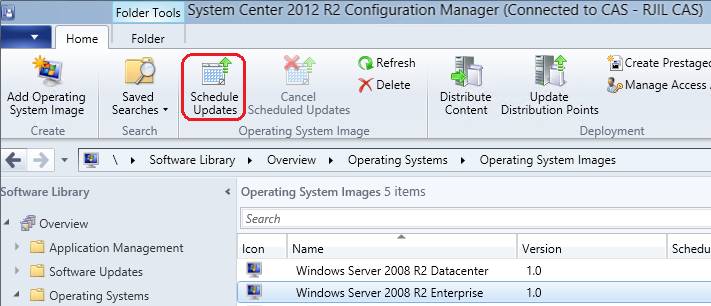 Folder Tools
System Center 2012 R2 Configuration Manager (Connected to CAS - RJIL CAS)
Home
Folder
Add Operating
System Image
Create
Saved
Searches
Search
Schedule
Updates
Cancel
Scheduled Updates
Refresh
Delete
Operating System Image
Distribute
Content
Update
Distribution Points
Create Prestaged
Manage Access
Deployment
\ Software Library Overview Operating Systems Operating System Images
Software Library
Overview
Application Management
Software Updates
Operating Systems
Operating System Images 5 items
Search
Icon Name Version Schedu
Windows Server 2008 R2 Datacenter 1.0
Windows Server 2008 R2 Enterprise 1.0